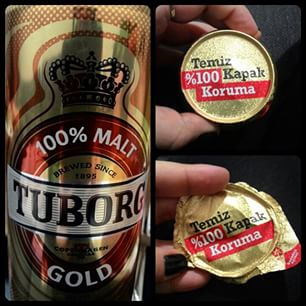 100% MALT
BREWED SINCE
1895
TUBORG
COPENHAGEN
GOLD
Temiz
%100 Kapak
Koruma
Temiz
%100 Kapak
Koruma